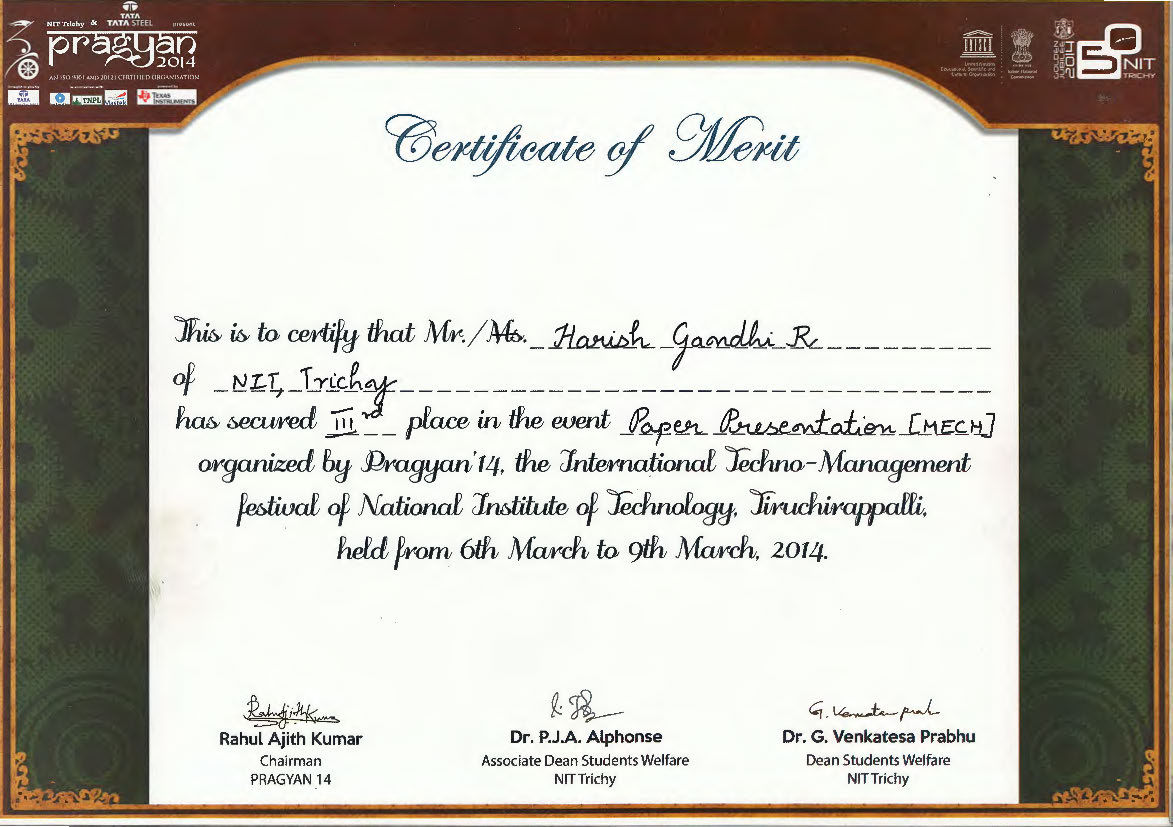 NIT Trichy & TATA TATA STEEL present
pragyan
2014
AN ISO 9001 AND 20121 CERTIFIED ORGANISATION
TATA
TNPL
TEXAS INSTRUMENTS
UNESCO
United Nations
Educational, Scientific and
Cultural Organization
Indian National
Commission
GOLDEN JUBILEE 2014
50 NIT
TRICHY
Certificate of Merit
This is to certify that Mr./Ms. Harish Gandhi R
of NIT, Trichy
has secured III rd place in the event Paper Presentation [MECH]
organized by Pragyan'14, the International Techno-Management
festival of National Institute of Technology, Tiruchirappalli,
held from 6th March to 9th March, 2014.
Rahul Ajith Kumar
Chairman
PRAGYAN 14
Dr. P.J.A. Alphonse
Associate Dean Students Welfare
NIT Trichy
G. Venkatesa Prabhu
Dr. G. Venkatesa Prabhu
Dean Students Welfare
NIT Trichy